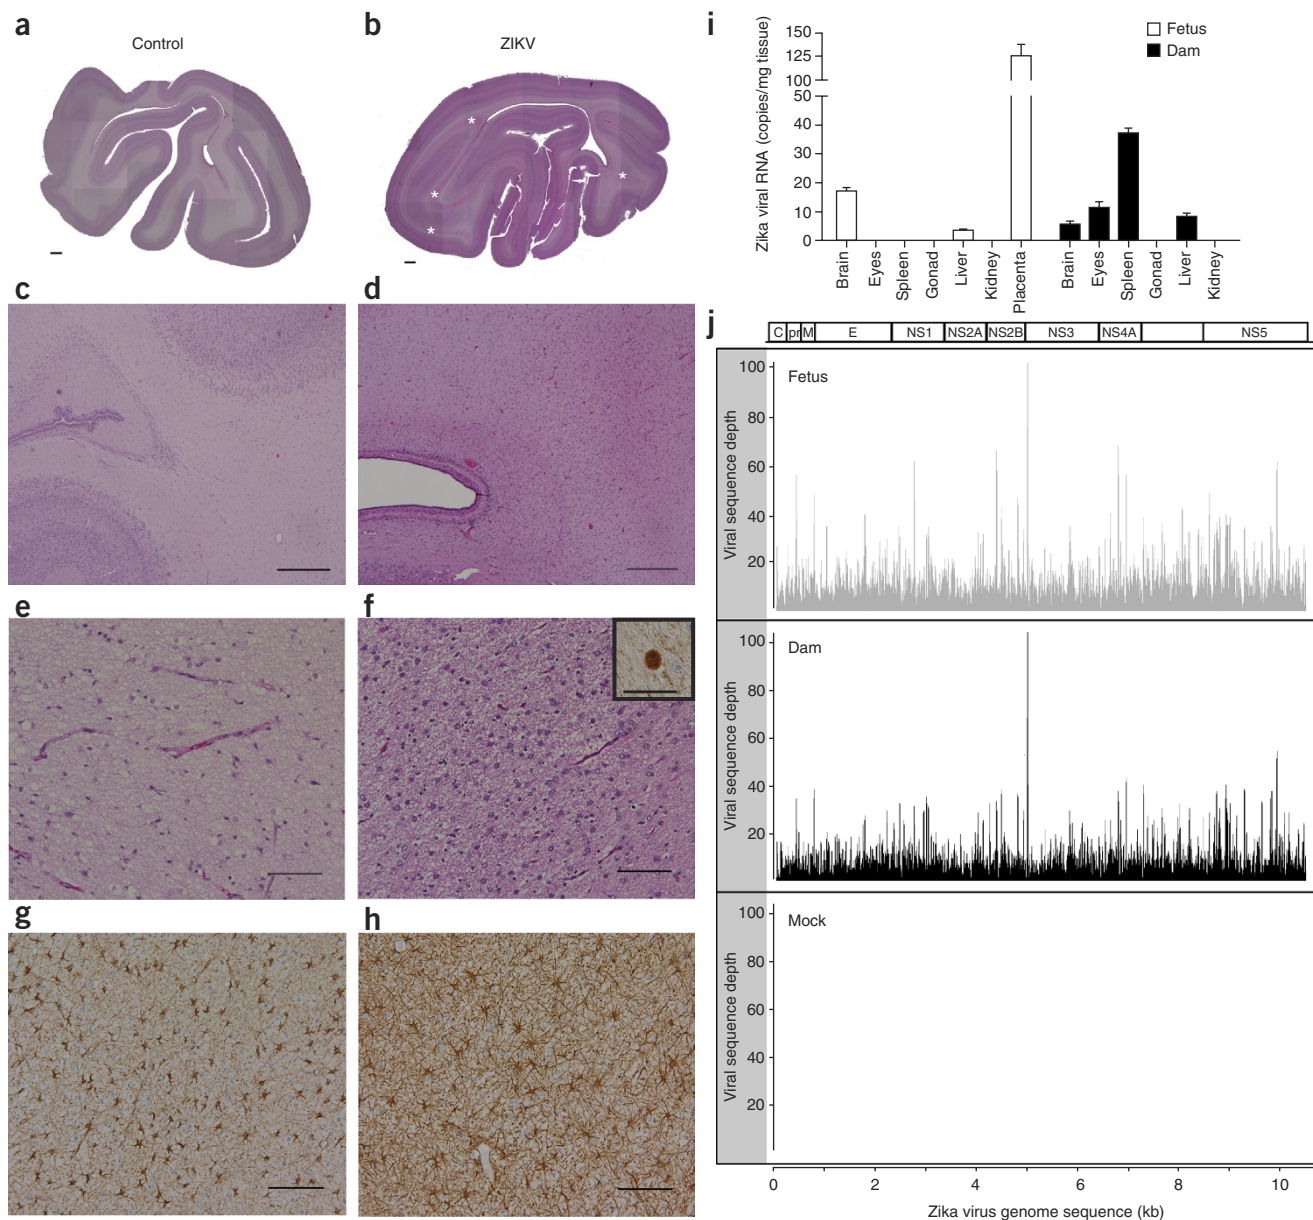 a
Control
b
ZIKV
* * * *
c
d
e
f
g
h
i
Zika viral RNA (copies/mg tissue)
150
125
100
50
40
30
20
10
0
Fetus
Dam
Brain Eyes Spleen Gonad Liver Kidney Placenta Brain Eyes Spleen Gonad Liver Kidney
j
C pr M E NS1 NS2A NS2B NS3 NS4A NS5
Viral sequence depth
100
80
60
40
20
Fetus
Viral sequence depth
100
80
60
40
20
Dam
Viral sequence depth
100
80
60
40
20
Mock
0 2 4 6 8 10
Zika virus genome sequence (kb)